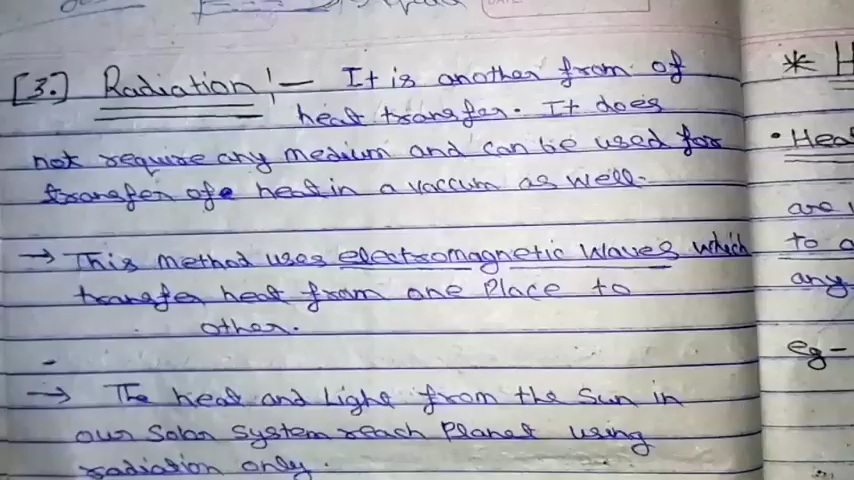 [3.] Radiation :- It is another from of
heat transfer. It does
not require any medium and can be used for
transfer of heat in a vaccum as well.
→ This method uses electromagnetic waves which
transfer heat from one Place to
other.
→ The heat and Light from the Sun in
our Solar System reach Planet using
radiation only.
* H
• Hea
are
to a
any
eg-